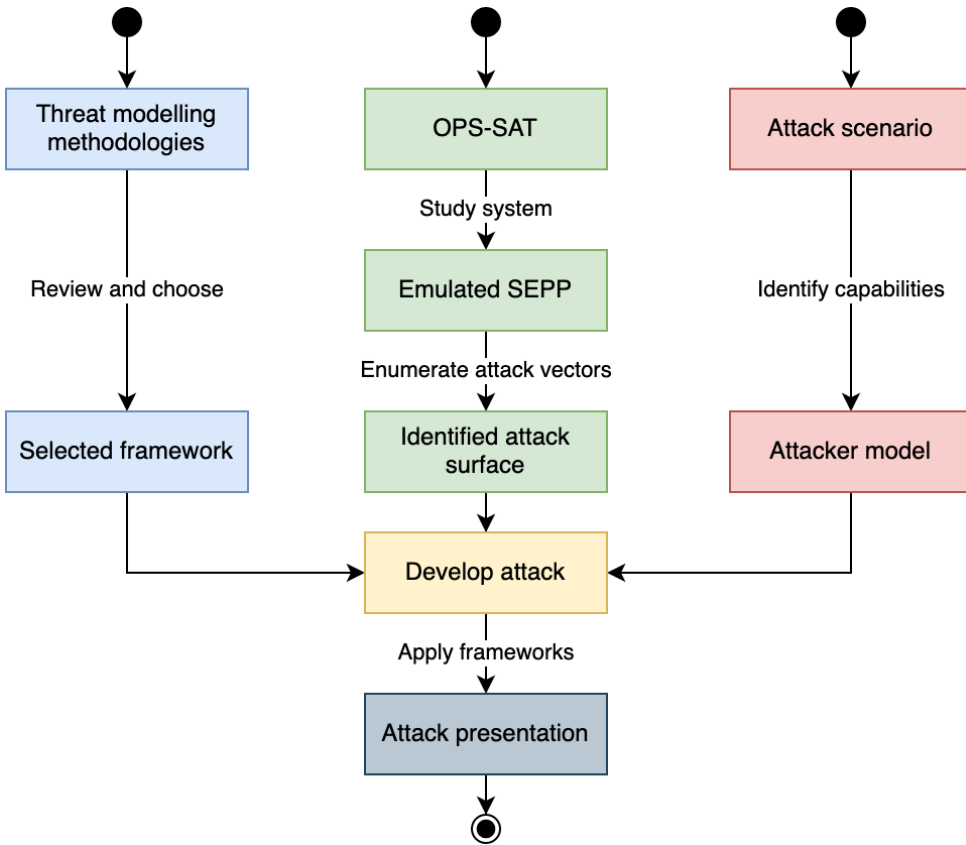 Threat modelling
methodologies
OPS-SAT
Attack scenario
Study system
Emulated SEPP
Review and choose
Identify capabilities
Enumerate attack vectors
Selected framework
Identified attack
surface
Attacker model
Develop attack
Apply frameworks
Attack presentation